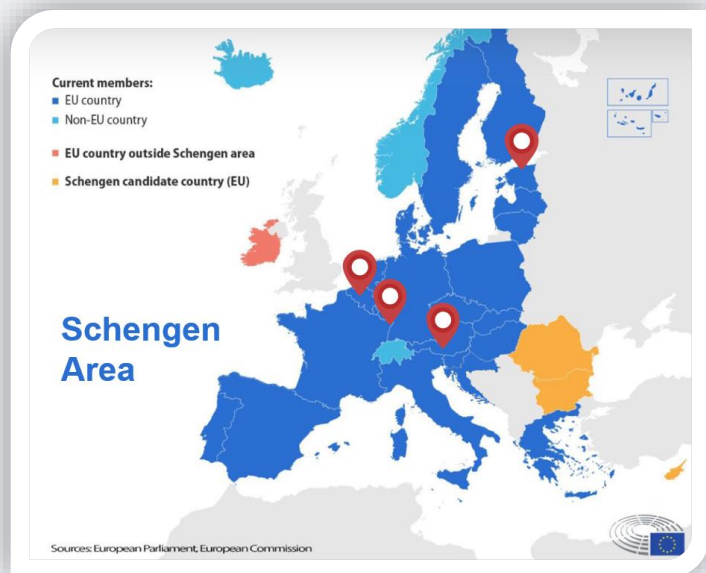 Current members:
EU country
Non-EU country
EU country outside Schengen area
Schengen candidate country (EU)
Schengen
Area
Sources: European Parliament, European Commission